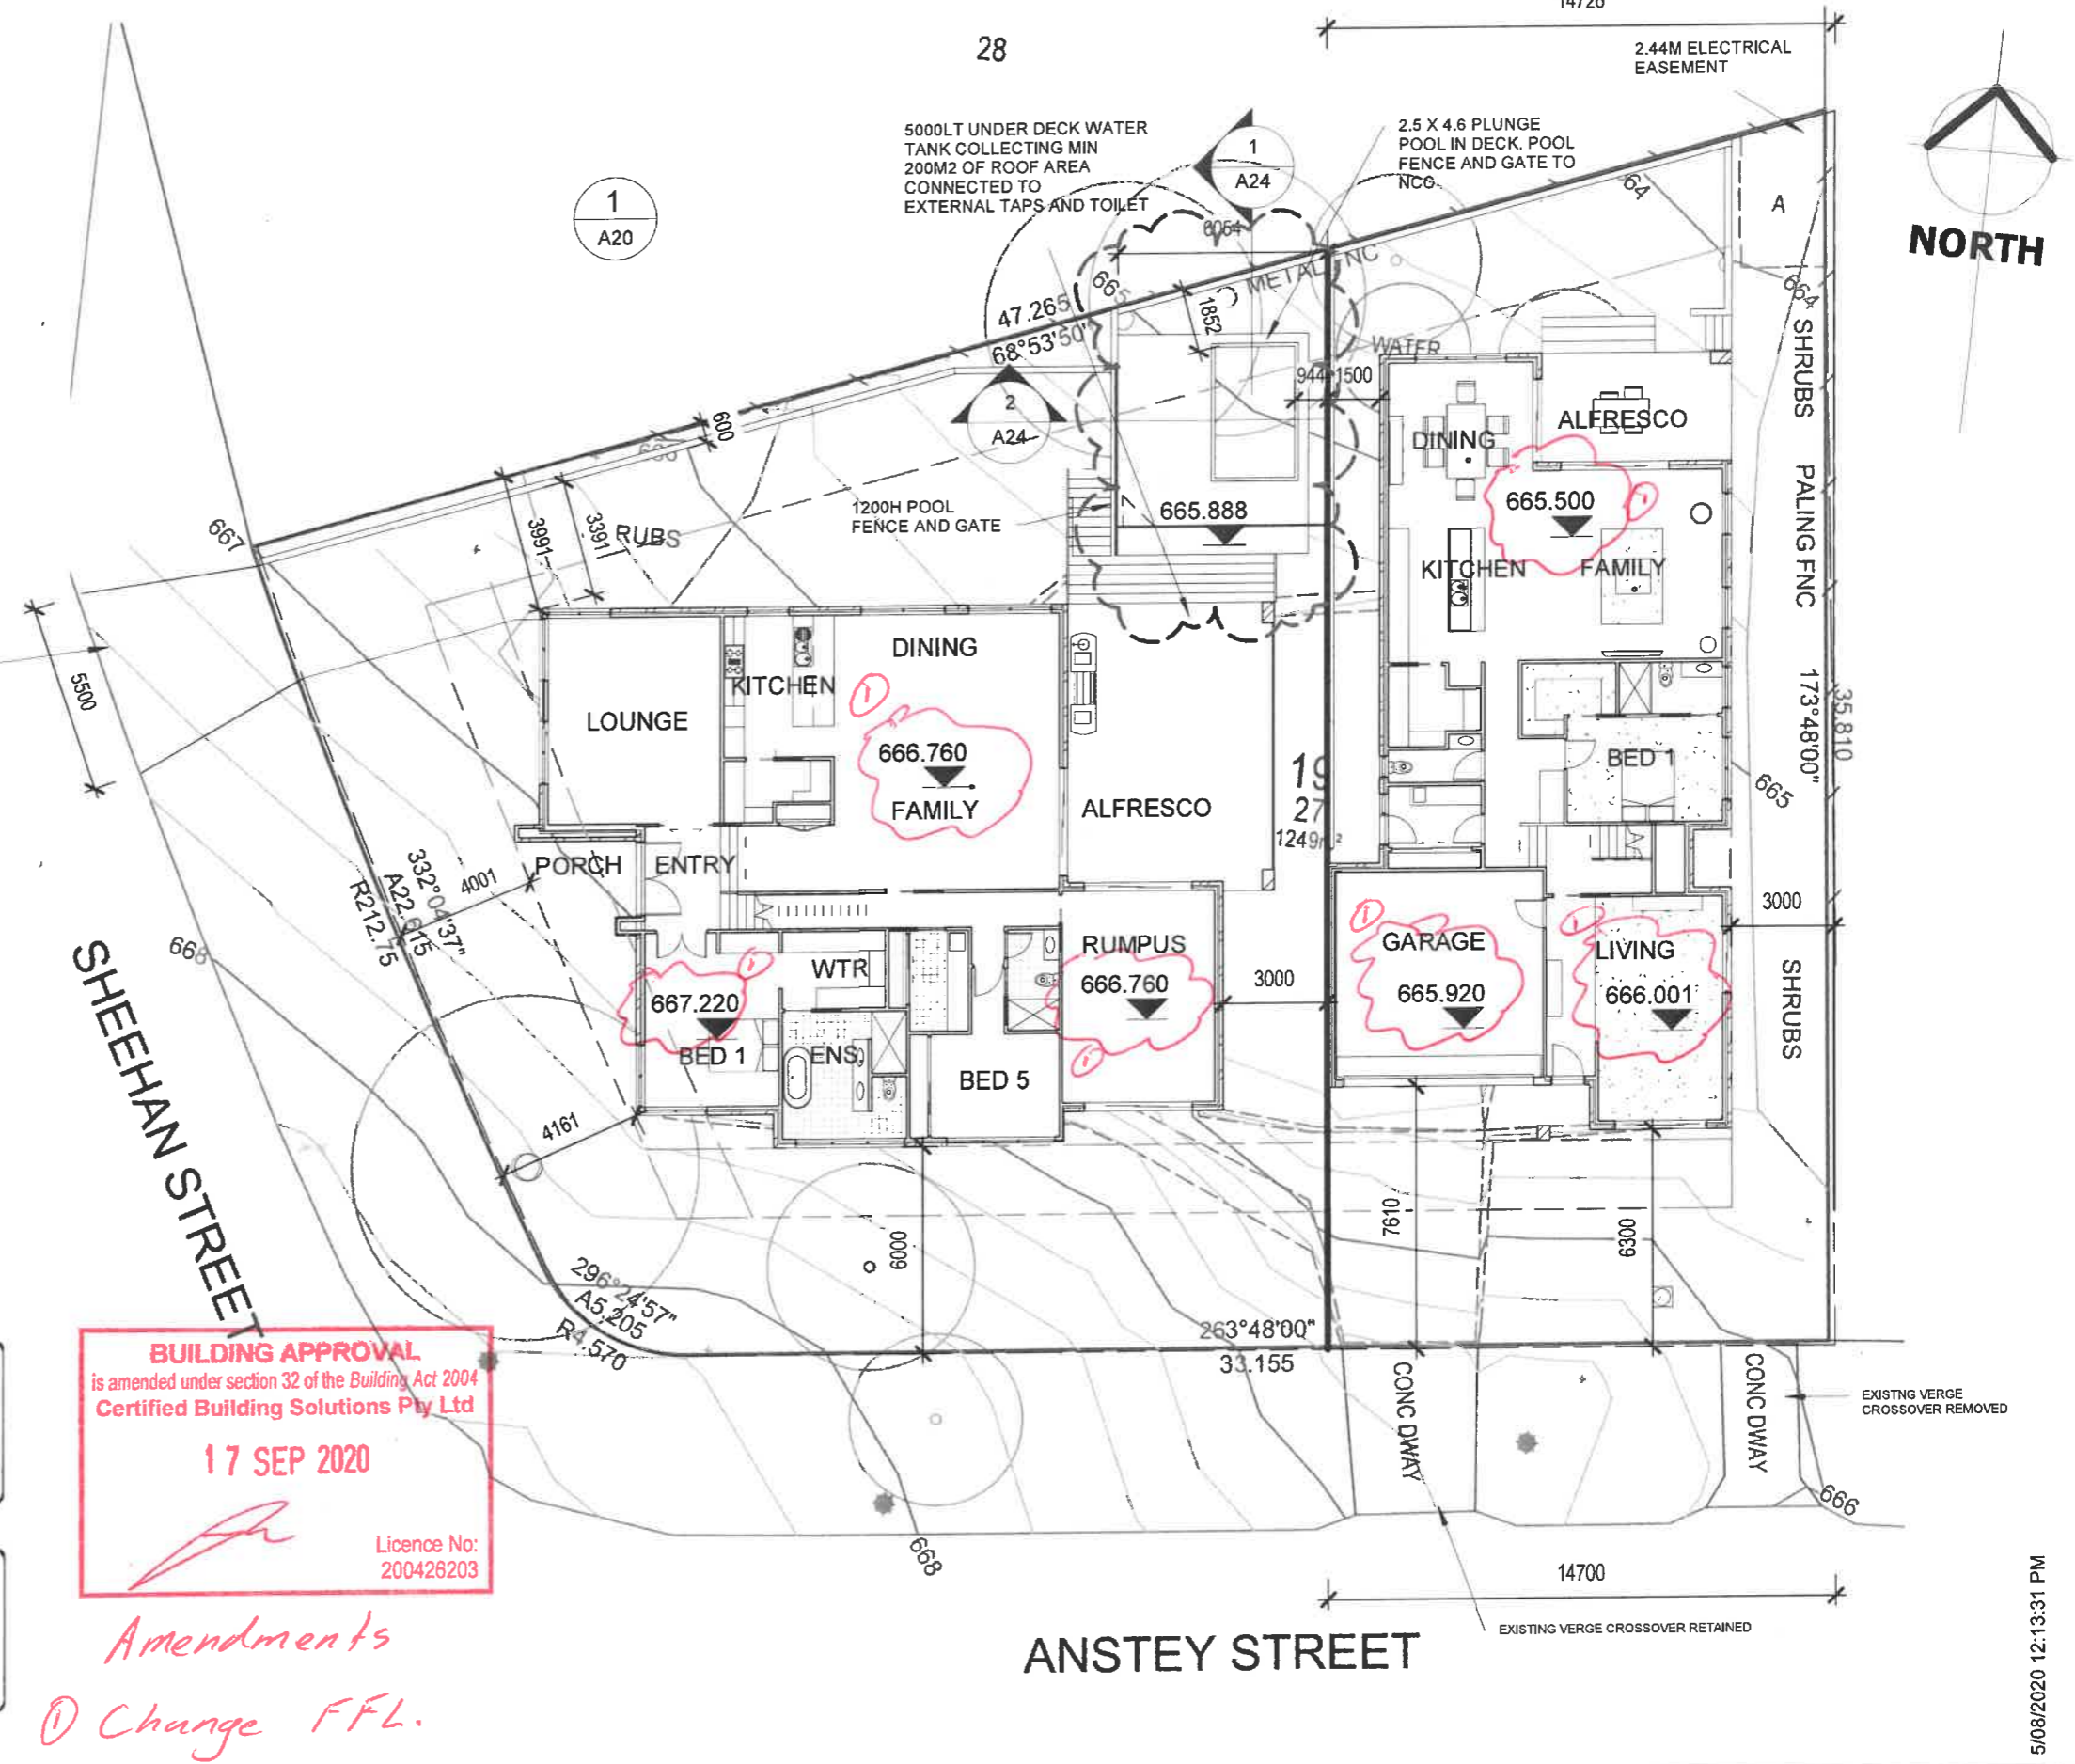 14726
28
2.44M ELECTRICAL
EASEMENT
5000LT UNDER DECK WATER
TANK COLLECTING MIN
200M2 OF ROOF AREA
CONNECTED TO
EXTERNAL TAPS AND TOILET
1
A24
2.5 X 4.6 PLUNGE
POOL IN DECK. POOL
FENCE AND GATE TO
NCC.
1
A20
A
NORTH
6064
METAL FNC
47.265
68°53'50"
1852
664
SHRUBS
WATER
944
1500
2
A24
600
DINING
ALFRESCO
665.500
1
KITCHEN
FAMILY
PALING FNC
1200H POOL
FENCE AND GATE
665.888
667
3991
3391
RUBS
5500
LOUNGE
KITCHEN
DINING
1
666.760
FAMILY
ALFRESCO
19
27
BED 1
173°48'00"
35.810
665
PORCH
ENTRY
4001
332°04'37"
A22.615
R212.75
668
SHEEHAN STREET
WTR
1
667.220
BED 1
ENS.
BED 5
RUMPUS
666.760
1
3000
1
GARAGE
665.920
1
LIVING
666.001
3000
SHRUBS
4161
6000
7610
6300
296°24'57"
A5.205
R4.570
263°48'00"
33.155
CONC DWAY
CONC DWAY
EXISTNG VERGE
CROSSOVER REMOVED
666
668
14700
EXISTING VERGE CROSSOVER RETAINED
ANSTEY STREET
BUILDING APPROVAL
is amended under section 32 of the Building Act 2004
Certified Building Solutions Pty Ltd
17 SEP 2020
Licence No:
200426203
Amendments
① Change FFL.
5/08/2020 12:13:31 PM